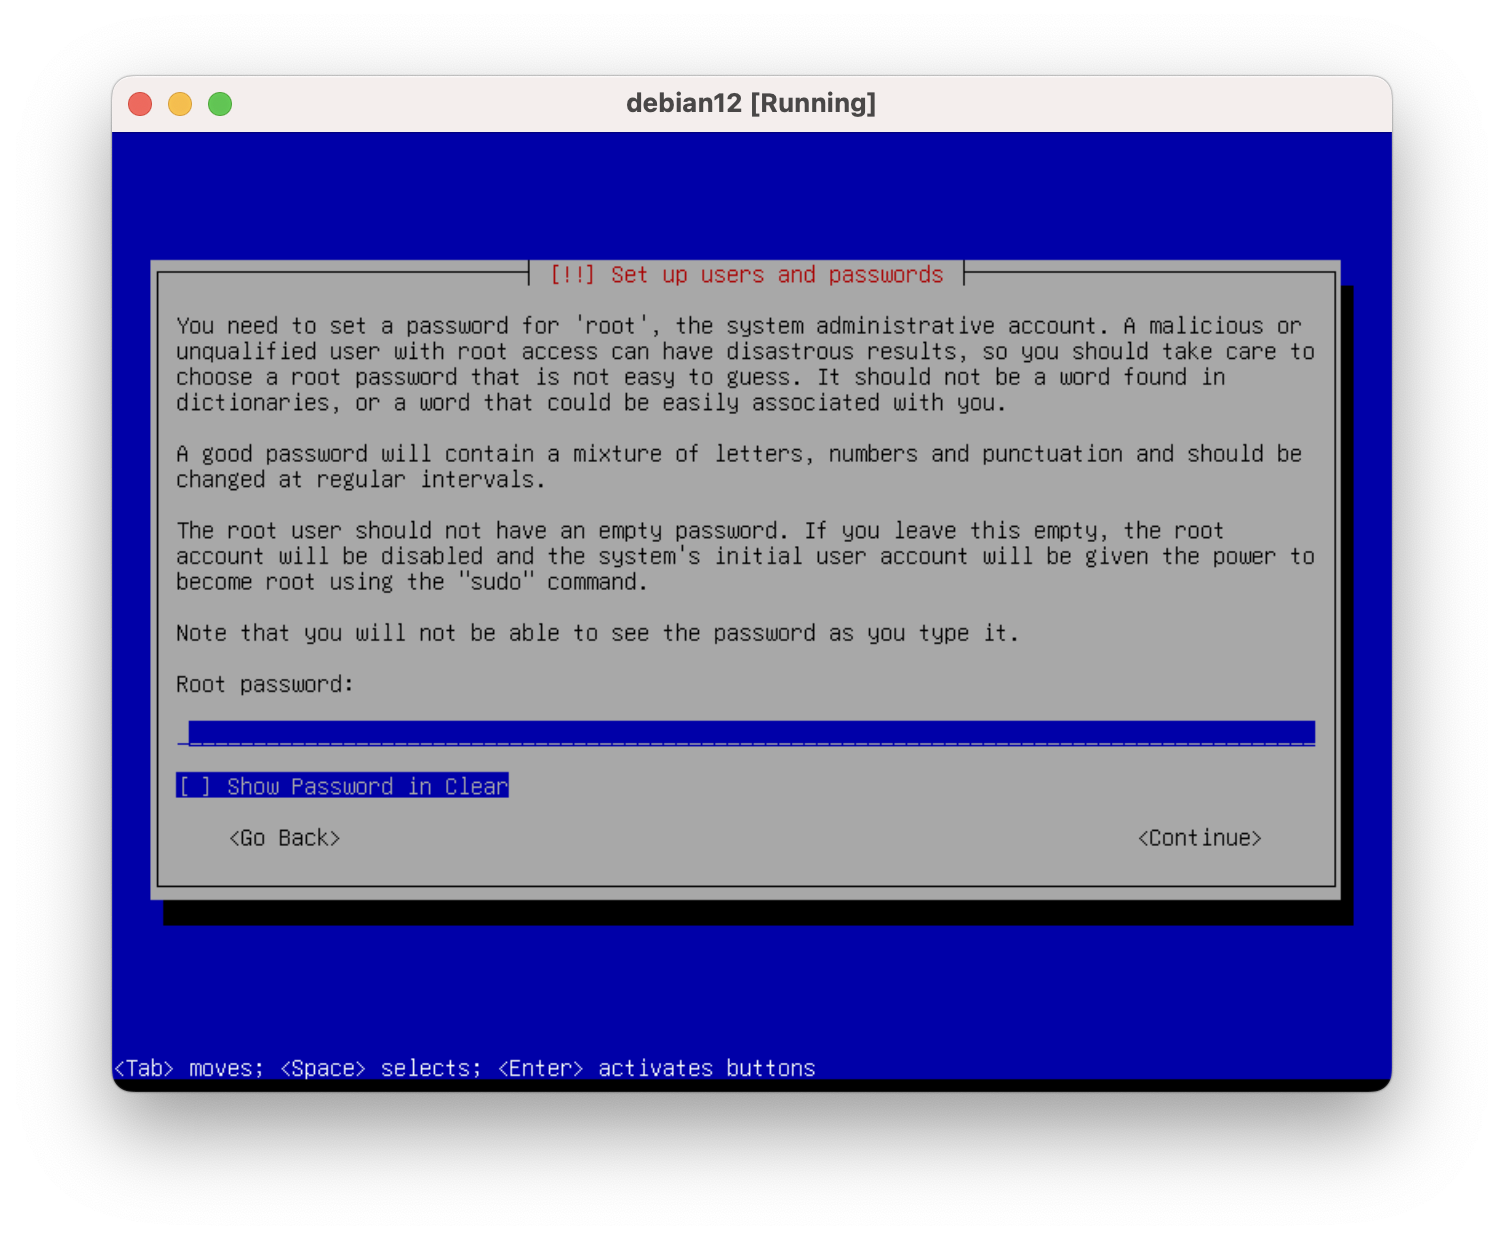 debian12 [Running]
[!!] Set up users and passwords
You need to set a password for 'root', the system administrative account. A malicious or
unqualified user with root access can have disastrous results, so you should take care to
choose a root password that is not easy to guess. It should not be a word found in
dictionaries, or a word that could be easily associated with you.
A good password will contain a mixture of letters, numbers and punctuation and should be
changed at regular intervals.
The root user should not have an empty password. If you leave this empty, the root
account will be disabled and the system's initial user account will be given the power to
become root using the "sudo" command.
Note that you will not be able to see the password as you type it.
Root password:
[ ] Show Password in Clear
<Go Back> <Continue>
<Tab> moves; <Space> selects; <Enter> activates buttons